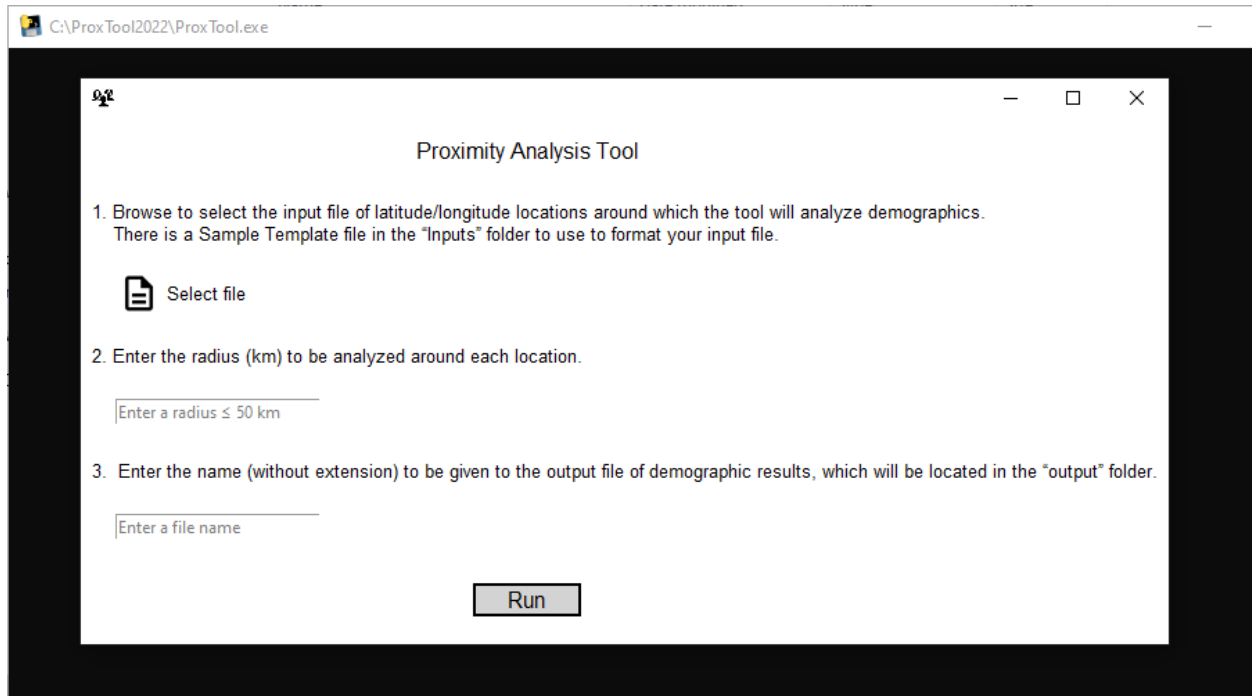 C:\ProxTool2022\ProxTool.exe
Proximity Analysis Tool
1. Browse to select the input file of latitude/longitude locations around which the tool will analyze demographics.
There is a Sample Template file in the “Inputs” folder to use to format your input file.
Select file
2. Enter the radius (km) to be analyzed around each location.
Enter a radius ≤ 50 km
3. Enter the name (without extension) to be given to the output file of demographic results, which will be located in the “output” folder.
Enter a file name
Run